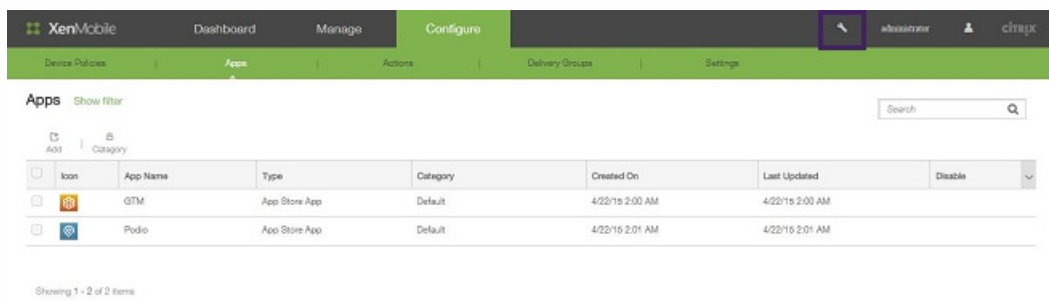 XenMobile Dashboard Manage Configure administrator citrix
Device Policies Apps Actions Delivery Groups Settings
Apps Show filter
Search
Add Category
Icon App Name Type Category Created On Last Updated Disable
GTM App Store App Default 4/22/15 2:00 AM 4/22/15 2:00 AM
Podio App Store App Default 4/22/15 2:01 AM 4/22/15 2:01 AM
Showing 1 - 2 of 2 items